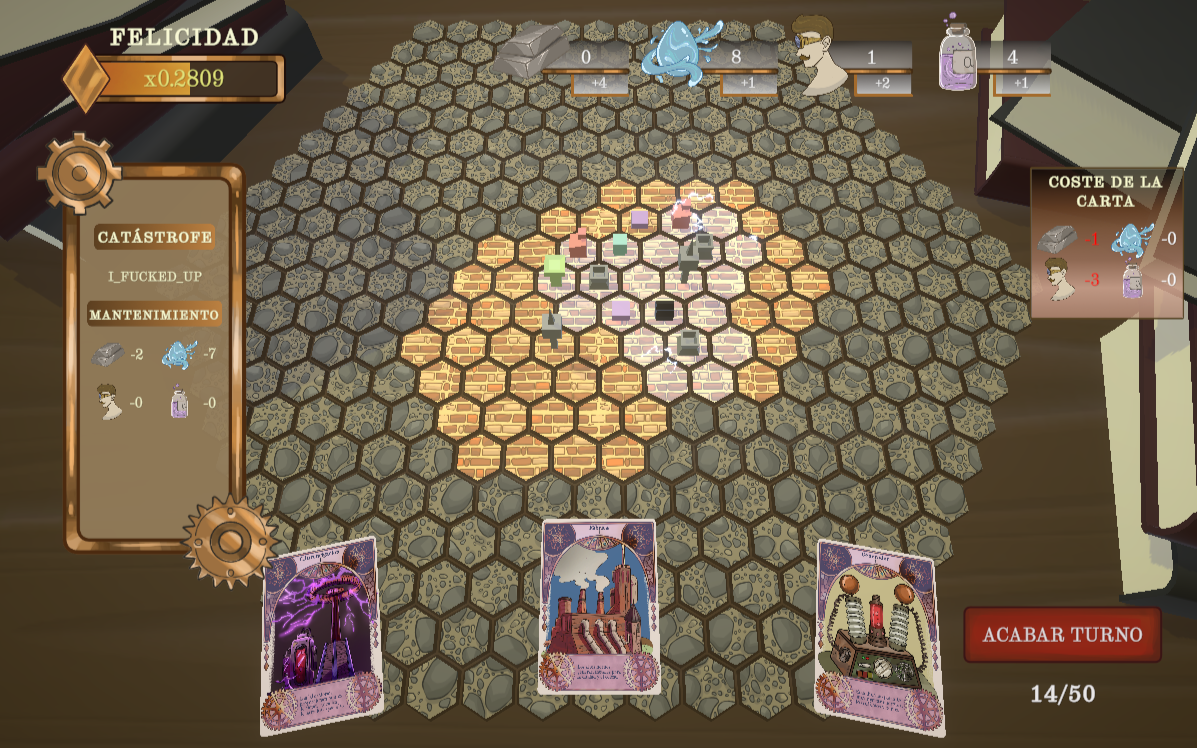 FELICIDAD
x0.2809
0
8
1
4
+4
+1
+2
+1
CATÁSTROFE
I_FUCKED_UP
MANTENIMIENTO
-2
-7
-0
-0
COSTE DE LA
CARTA
-1
-0
-3
-0
ACABAR TURNO
14/50